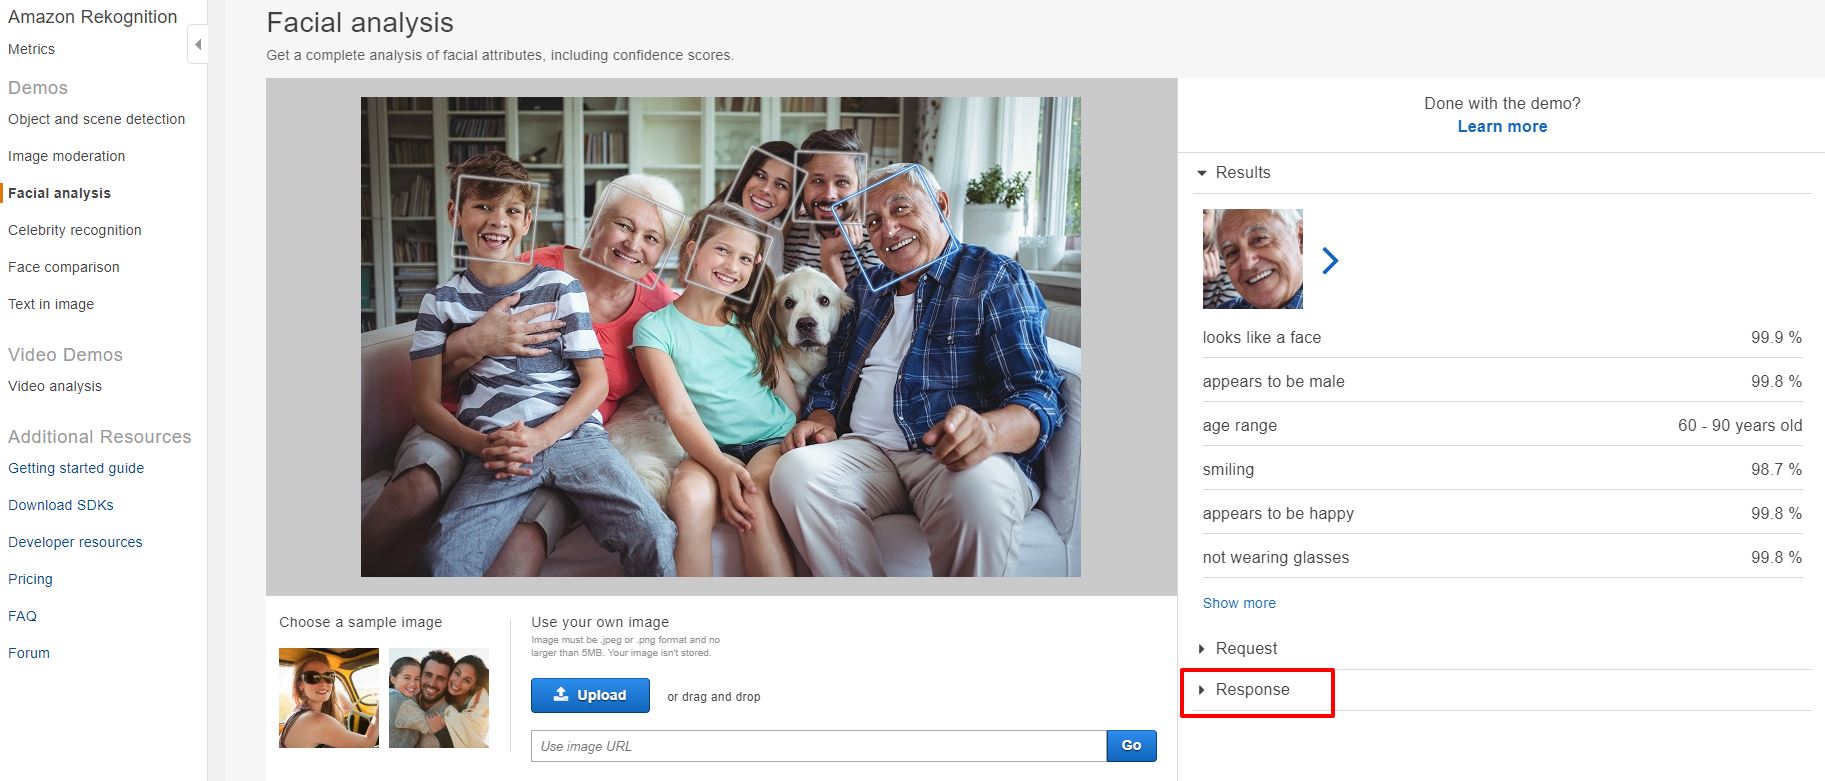 Amazon Rekognition
Metrics
Demos
Object and scene detection
Image moderation
Facial analysis
Celebrity recognition
Face comparison
Text in image
Video Demos
Video analysis
Additional Resources
Getting started guide
Download SDKs
Developer resources
Pricing
FAQ
Forum
Facial analysis
Get a complete analysis of facial attributes, including confidence scores.
Choose a sample image
Use your own image
Image must be .jpeg or .png format and no
larger than 5MB. Your image isn't stored.
Upload or drag and drop
Use image URL Go
Done with the demo?
Learn more
Results
looks like a face 99.9 %
appears to be male 99.8 %
age range 60 - 90 years old
smiling 98.7 %
appears to be happy 99.8 %
not wearing glasses 99.8 %
Show more
Request
Response